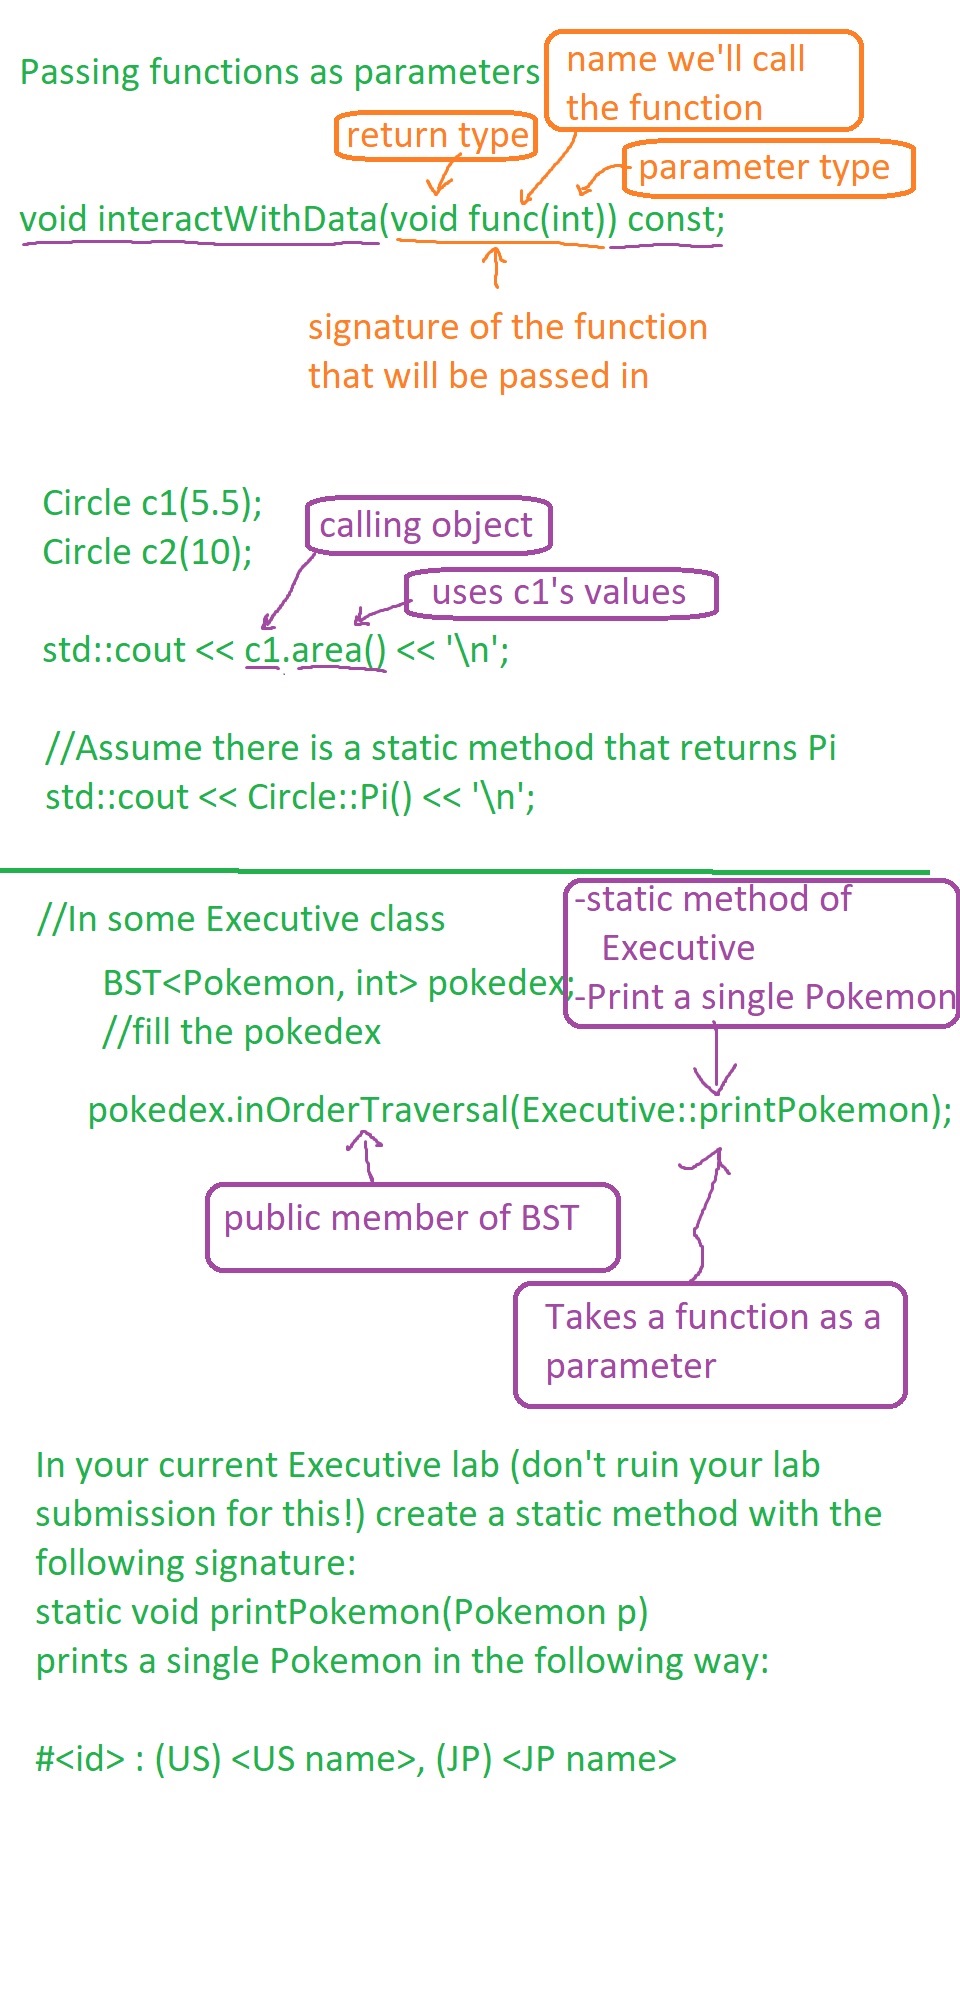 Passing functions as parameters
name we'll call
the function
return type
parameter type
void interactWithData(void func(int)) const;
signature of the function
that will be passed in
Circle c1(5.5);
Circle c2(10);
calling object
uses c1's values
std::cout << c1.area() << '\n';
//Assume there is a static method that returns Pi
std::cout << Circle::Pi() << '\n';
//In some Executive class
-static method of
Executive
-Print a single Pokemon
BST<Pokemon, int> pokedex;
//fill the pokedex
pokedex.inOrderTraversal(Executive::printPokemon);
public member of BST
Takes a function as a
parameter
In your current Executive lab (don't ruin your lab
submission for this!) create a static method with the
following signature:
static void printPokemon(Pokemon p)
prints a single Pokemon in the following way:
#<id> : (US) <US name>, (JP) <JP name>